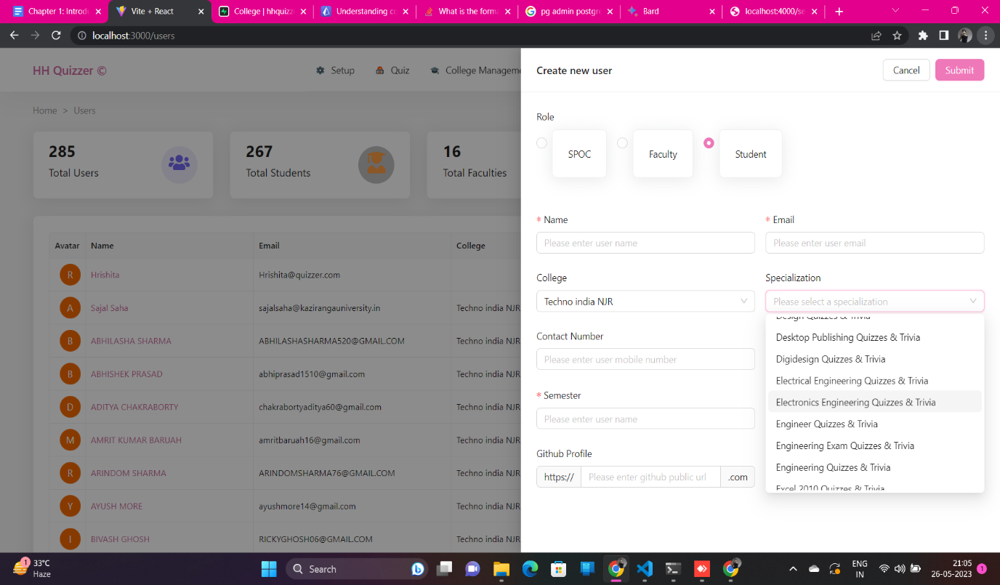 Chapter 1: Introdu
Vite + React
College | hhquizz
Understanding co
What is the forma
pg admin postgre
Bard
localhost:4000/se
localhost:3000/users
HH Quizzer ©
Setup
Quiz
College Manageme
Home > Users
285
Total Users
267
Total Students
16
Total Faculties
Avatar Name Email College
R Hrishita Hrishita@quizzer.com
A Sajal Saha sajalsaha@kazirangauniversity.in Techno india NJR
B ABHILASHA SHARMA ABHILASHASHARMA520@GMAIL.COM Techno india NJR
B ABHISHEK PRASAD abhiprasad1510@gmail.com Techno india NJR
D ADITYA CHAKRABORTY chakrabortyaditya60@gmail.com Techno india NJR
M AMRIT KUMAR BARUAH amritbaruah16@gmail.com Techno india NJR
R ARINDOM SHARMA ARINDOMSHARMA76@GMAIL.COM Techno india NJR
Y AYUSH MORE ayushmore14@gmail.com Techno india NJR
I BIVASH GHOSH RICKYGHOSH06@GMAIL.COM Techno india NJR
Create new user
Cancel
Submit
Role
SPOC
Faculty
Student
* Name
Please enter user name
* Email
Please enter user email
College
Techno india NJR
Specialization
Please select a specialization
Design Quizzes & Trivia
Desktop Publishing Quizzes & Trivia
Digidesign Quizzes & Trivia
Electrical Engineering Quizzes & Trivia
Electronics Engineering Quizzes & Trivia
Engineer Quizzes & Trivia
Engineering Exam Quizzes & Trivia
Engineering Quizzes & Trivia
Excel 2010 Quizzes & Trivia
Contact Number
Please enter user mobile number
* Semester
Please enter user name
Github Profile
https:// Please enter github public url .com
1
33°C
Haze
Search
ENG
IN
21:05
26-05-2023
1